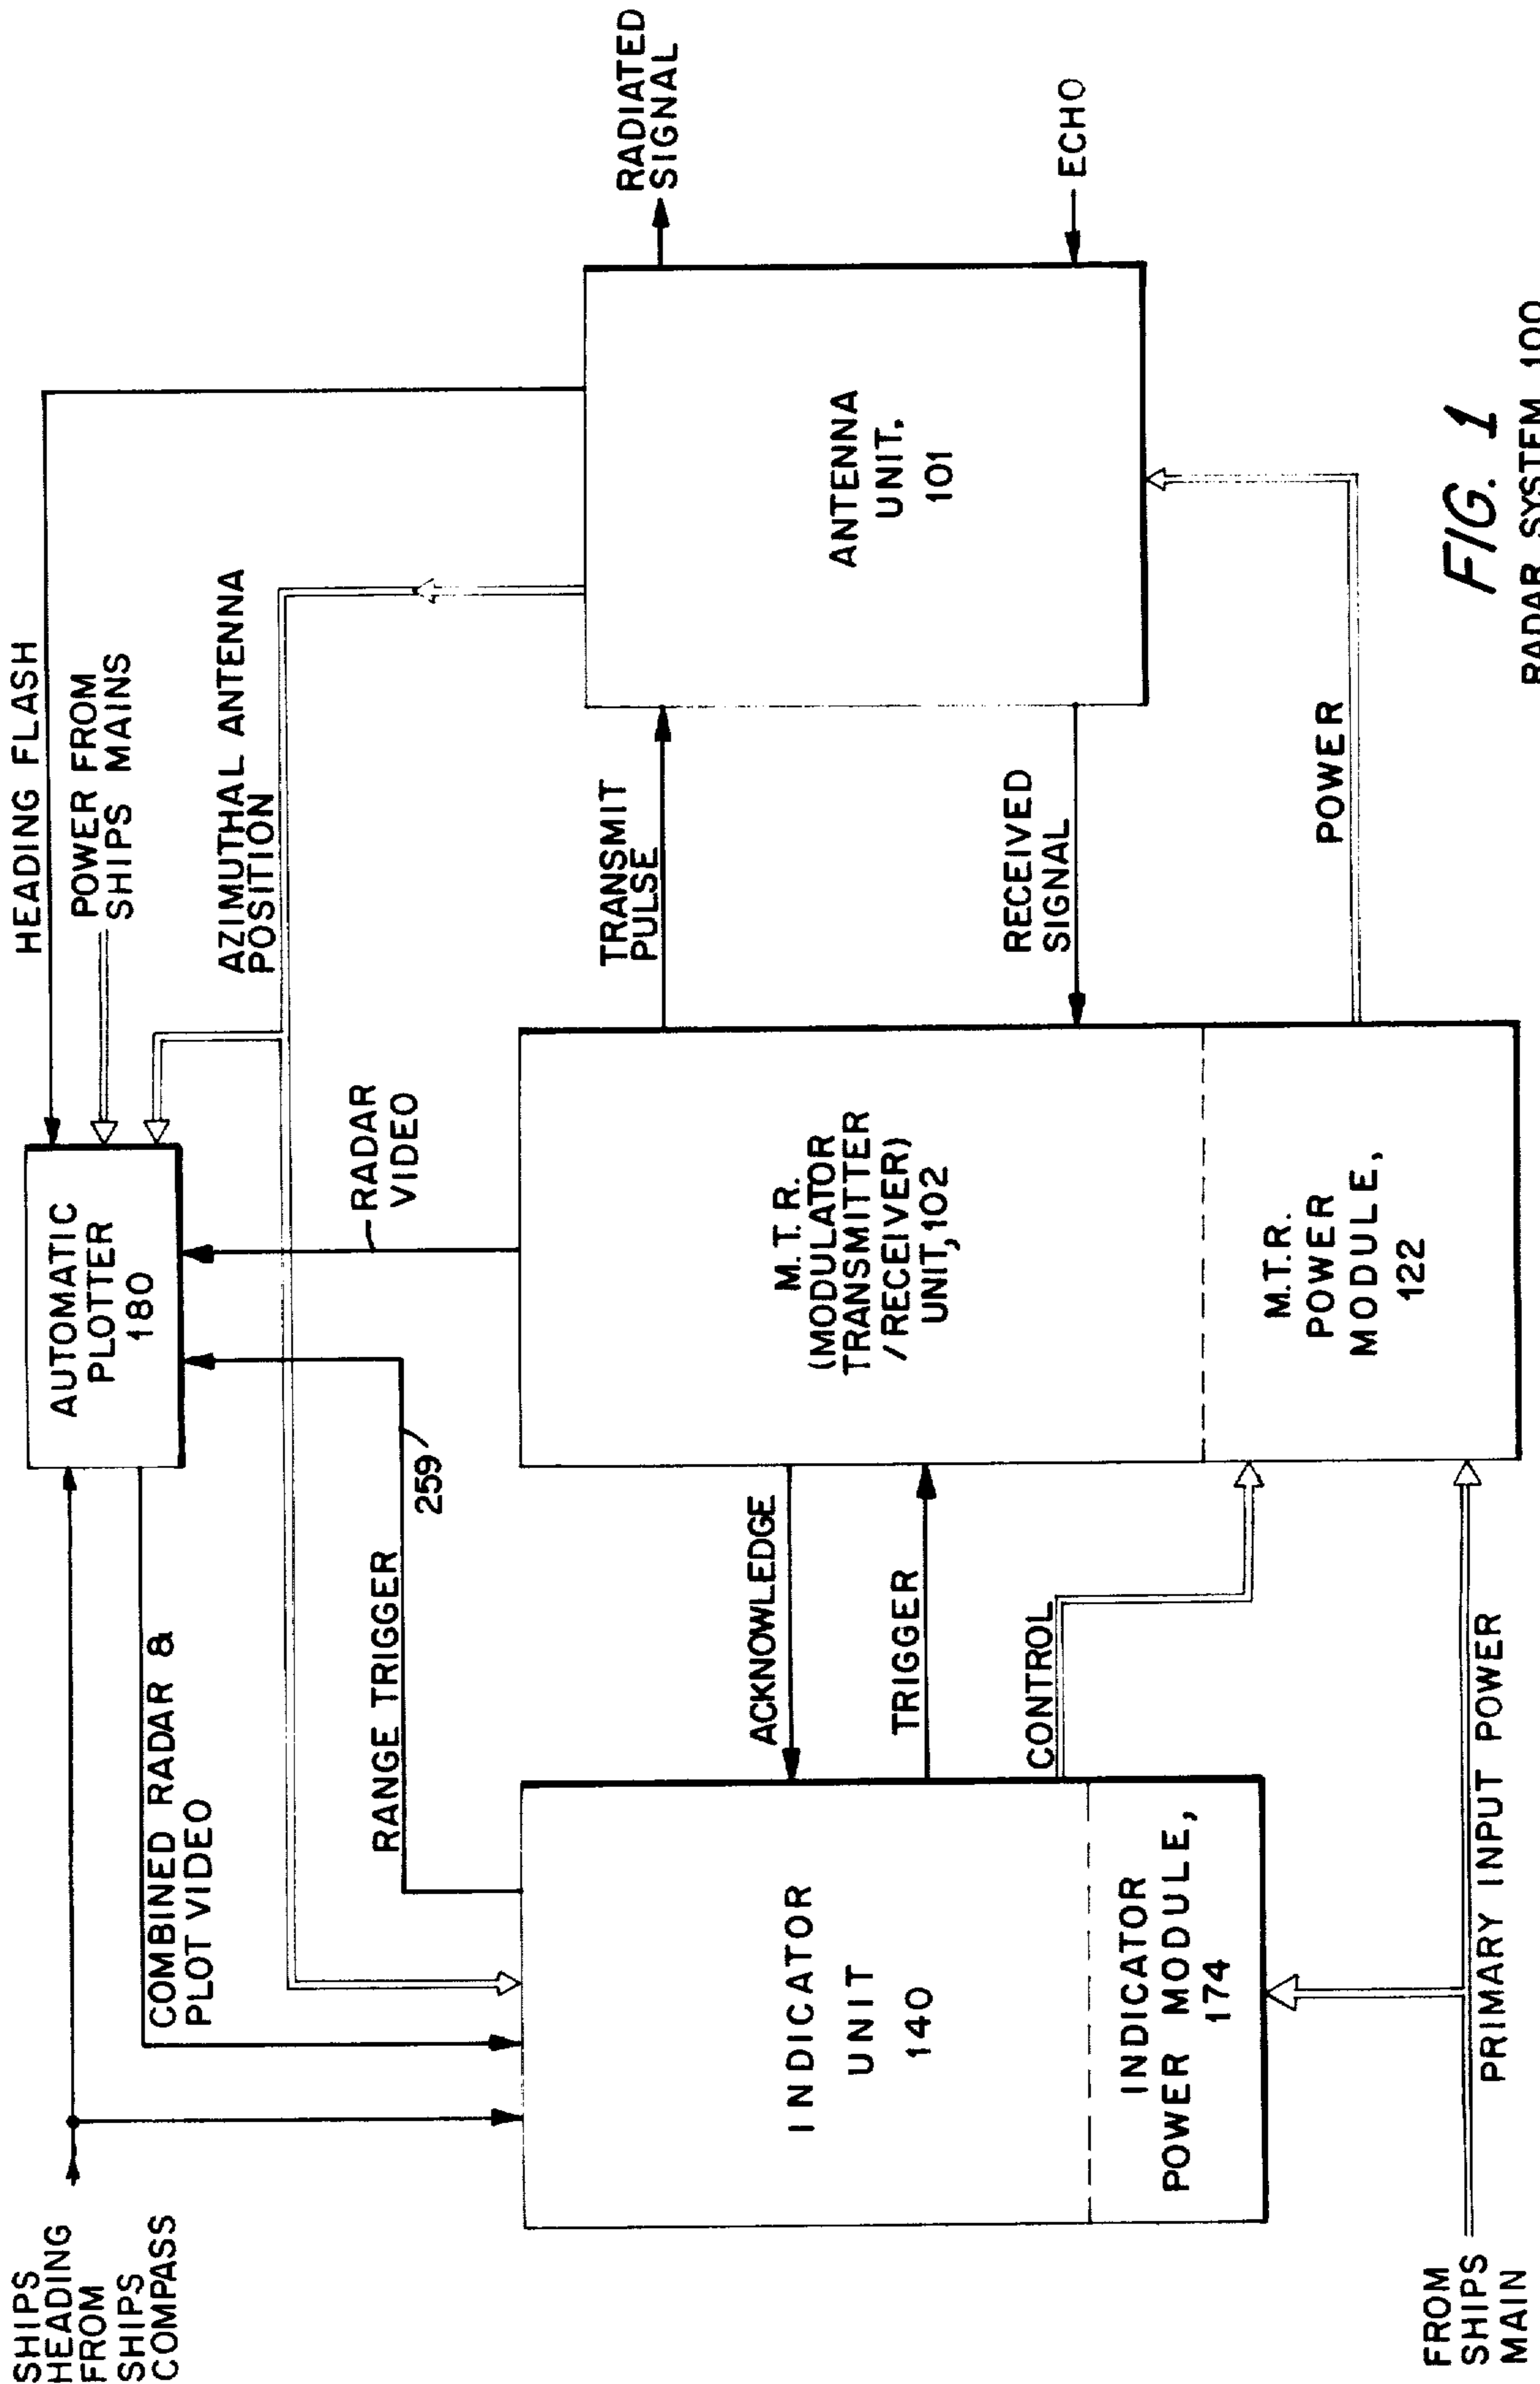 HEADING FLASH
POWER FROM
SHIPS MAINS
AZIMUTHAL ANTENNA
POSITION
SHIPS
HEADING
FROM
SHIPS
COMPASS
COMBINED RADAR &
PLOT VIDEO
AUTOMATIC
PLOTTER
180
RANGE TRIGGER
259
RADAR
VIDEO
TRANSMIT
PULSE
RECEIVED
SIGNAL
RADIATED
SIGNAL
ECHO
INDICATOR
UNIT
140
INDICATOR
POWER MODULE,
174
ACKNOWLEDGE
TRIGGER
CONTROL
M.T.R.
(MODULATOR
TRANSMITTER
/RECEIVER)
UNIT,102
M.T.R.
POWER
MODULE,
122
ANTENNA
UNIT.
101
POWER
FROM
SHIPS
MAIN
PRIMARY INPUT POWER
FIG. 1
RADAR SYSTEM 100